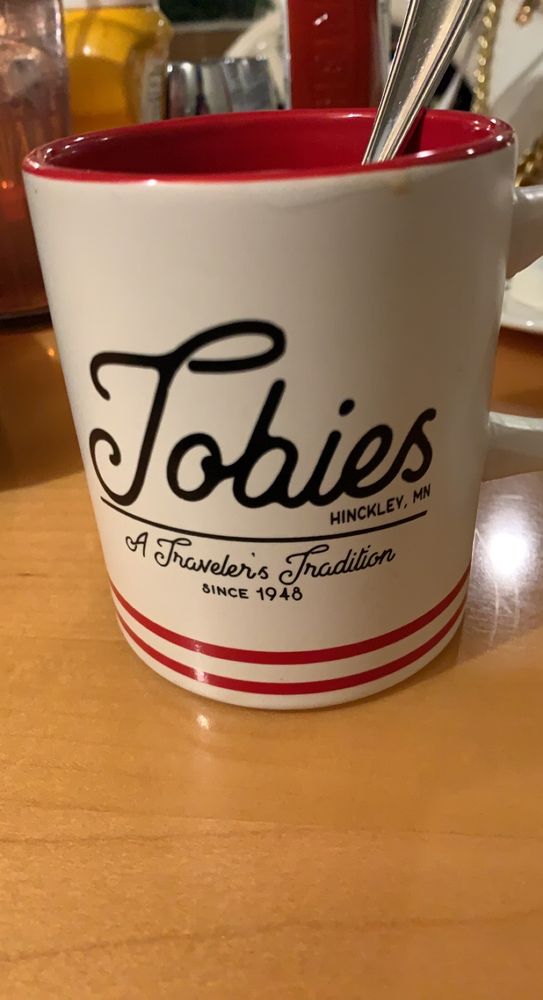 Tobies
HINCKLEY, MN
A Traveler's Tradition
SINCE 1948